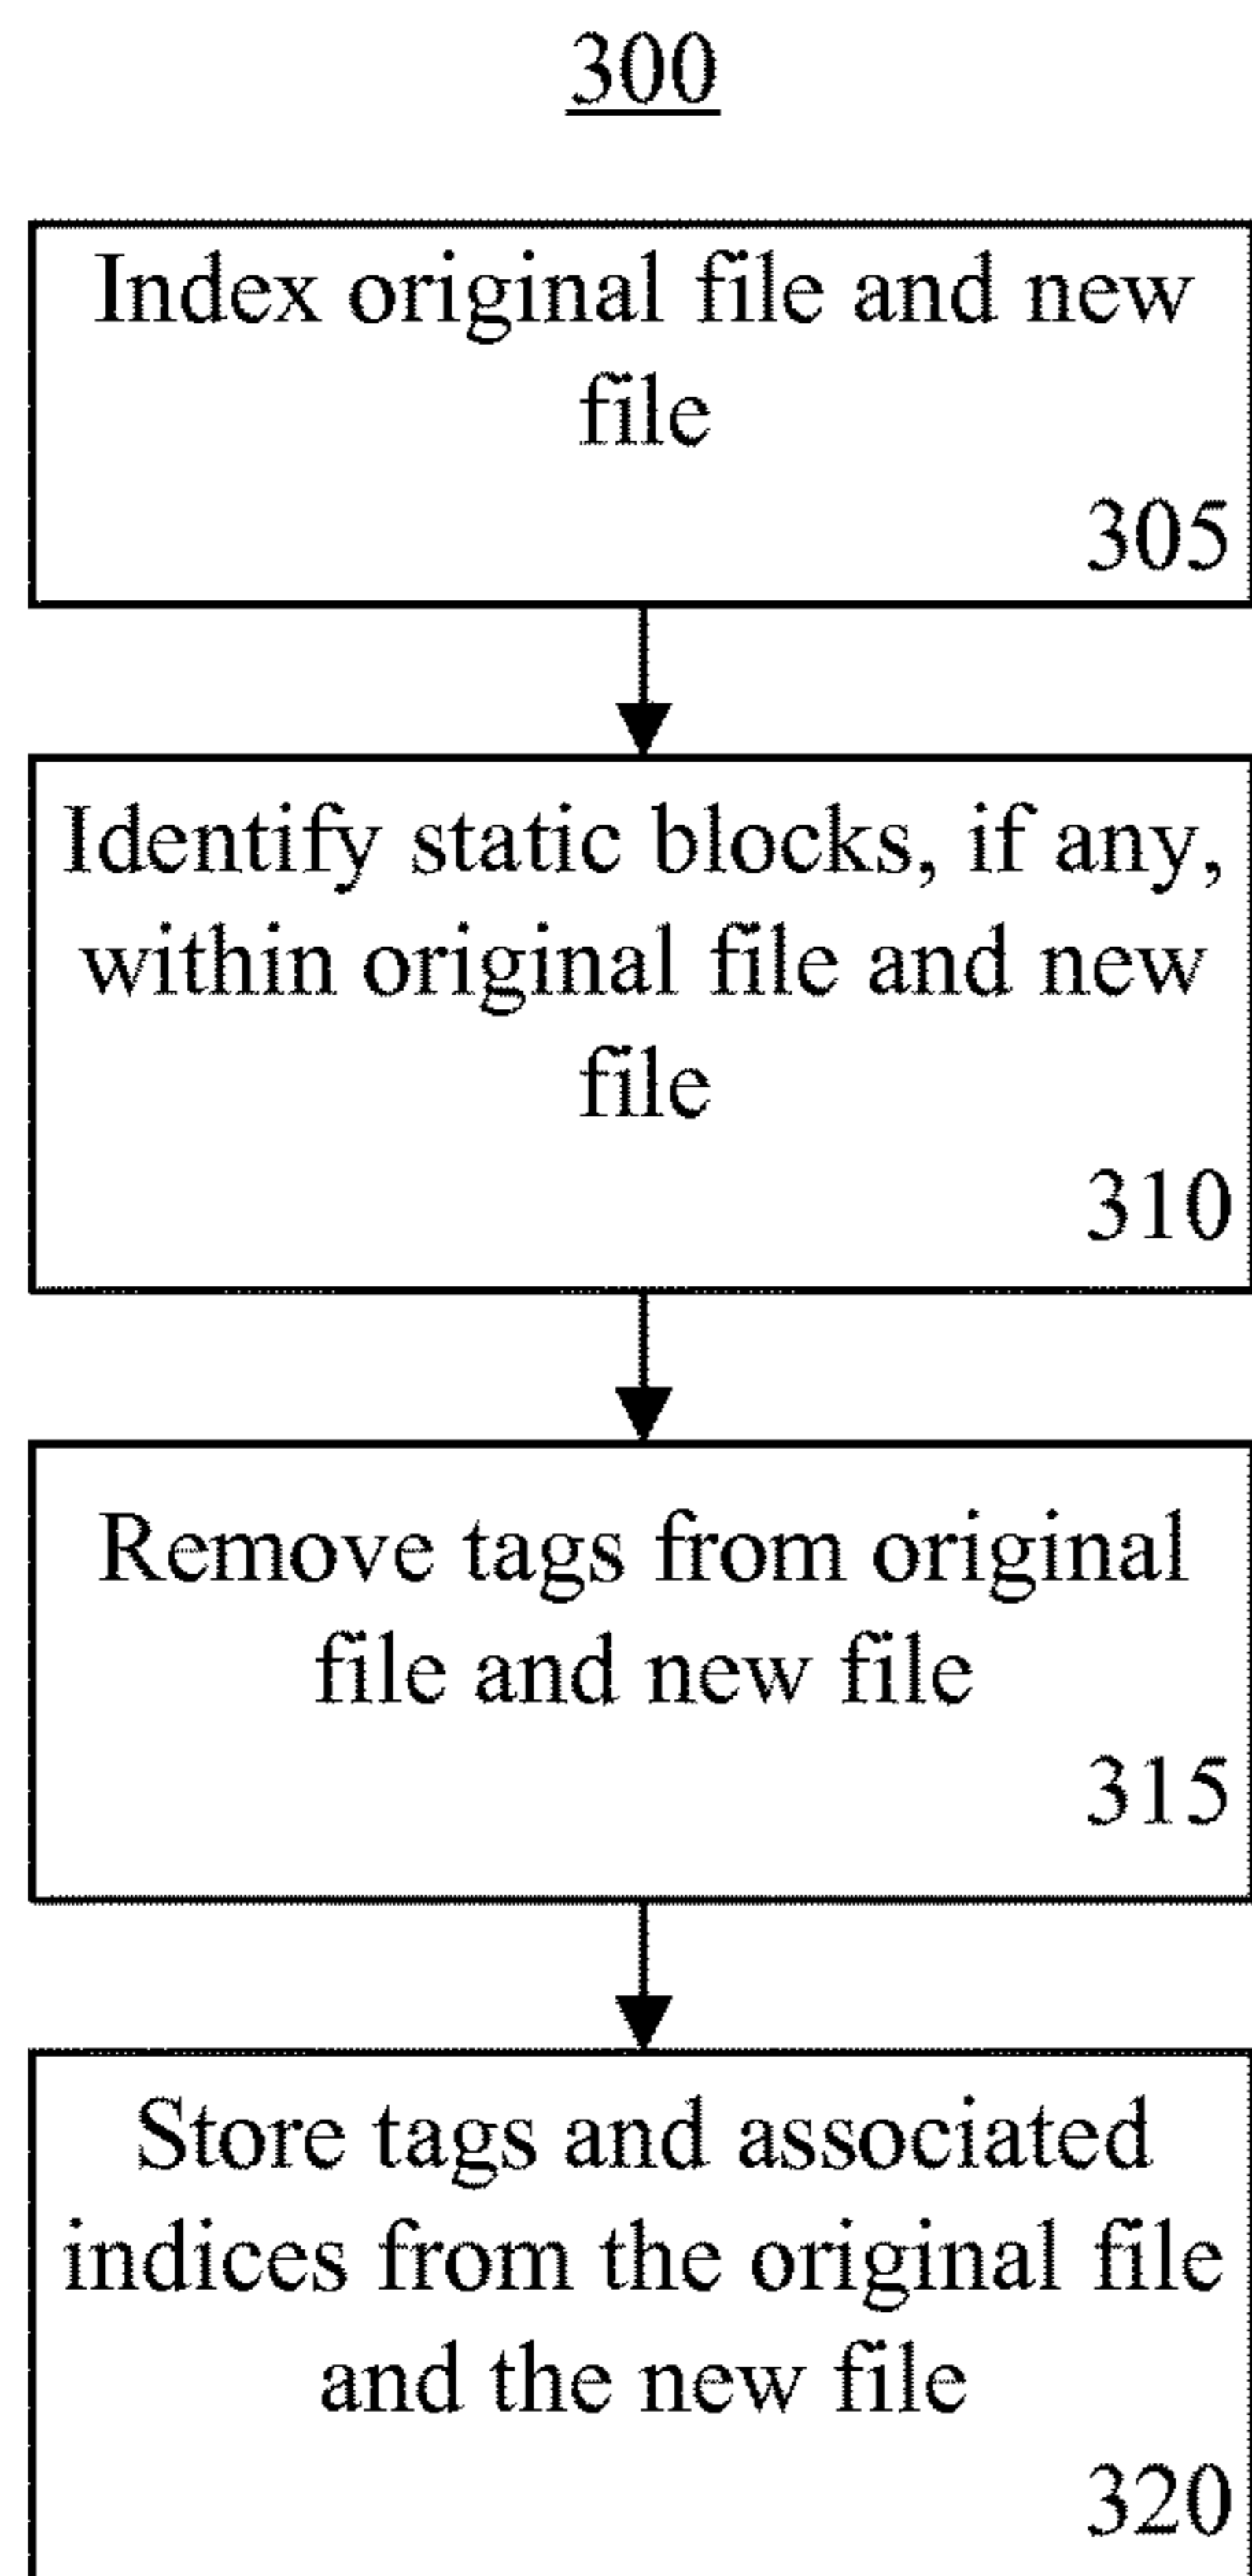 300
Index original file and new
file
305
Identify static blocks, if any,
within original file and new
file
310
Remove tags from original
file and new file
315
Store tags and associated
indices from the original file
and the new file
320